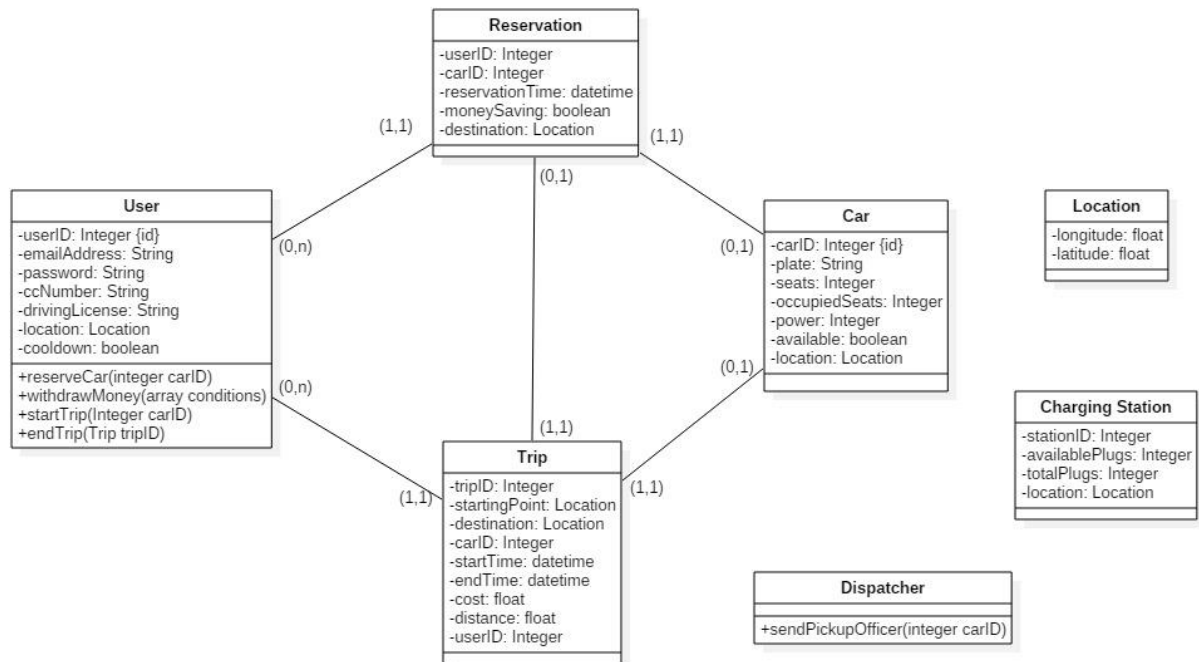 Reservation
-userID: Integer
-carID: Integer
-reservationTime: datetime
-moneySaving: boolean
-destination: Location
(1,1)
(1,1)
(0,1)
User
-userID: Integer {id}
-emailAddress: String
-password: String
-ccNumber: String
-drivingLicense: String
-location: Location
-cooldown: boolean
+reserveCar(integer carID)
+withdrawMoney(array conditions)
+startTrip(Integer carID)
+endTrip(Trip tripID)
(0,n)
(0,n)
Car
-carID: Integer {id}
-plate: String
-seats: Integer
-occupiedSeats: Integer
-power: Integer
-available: boolean
-location: Location
(0,1)
(0,1)
Location
-longitude: float
-latitude: float
Charging Station
-stationID: Integer
-availablePlugs: Integer
-totalPlugs: Integer
-location: Location
(1,1)
(1,1)
(1,1)
Trip
-tripID: Integer
-startingPoint: Location
-destination: Location
-carID: Integer
-startTime: datetime
-endTime: datetime
-cost: float
-distance: float
-userID: Integer
Dispatcher
+sendPickupOfficer(integer carID)